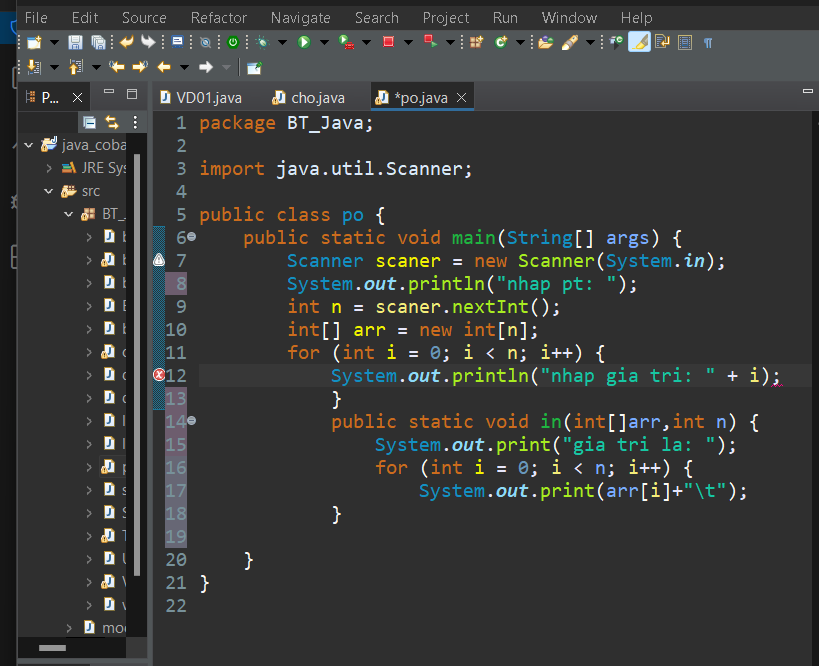 File Edit Source Refactor Navigate Search Project Run Window Help
P...
VD01.java cho.java *po.java
java_coba
JRE Sys
src
BT_
moc
1 package BT_Java;
2
3 import java.util.Scanner;
4
5 public class po {
6 public static void main(String[] args) {
7 Scanner scaner = new Scanner(System.in);
8 System.out.println("nhap pt: ");
9 int n = scaner.nextInt();
10 int[] arr = new int[n];
11 for (int i = 0; i < n; i++) {
12 System.out.println("nhap gia tri: " + i);
13 }
14 public static void in(int[]arr,int n) {
15 System.out.print("gia tri la: ");
16 for (int i = 0; i < n; i++) {
17 System.out.print(arr[i]+"\t");
18 }
19
20 }
21 }
22